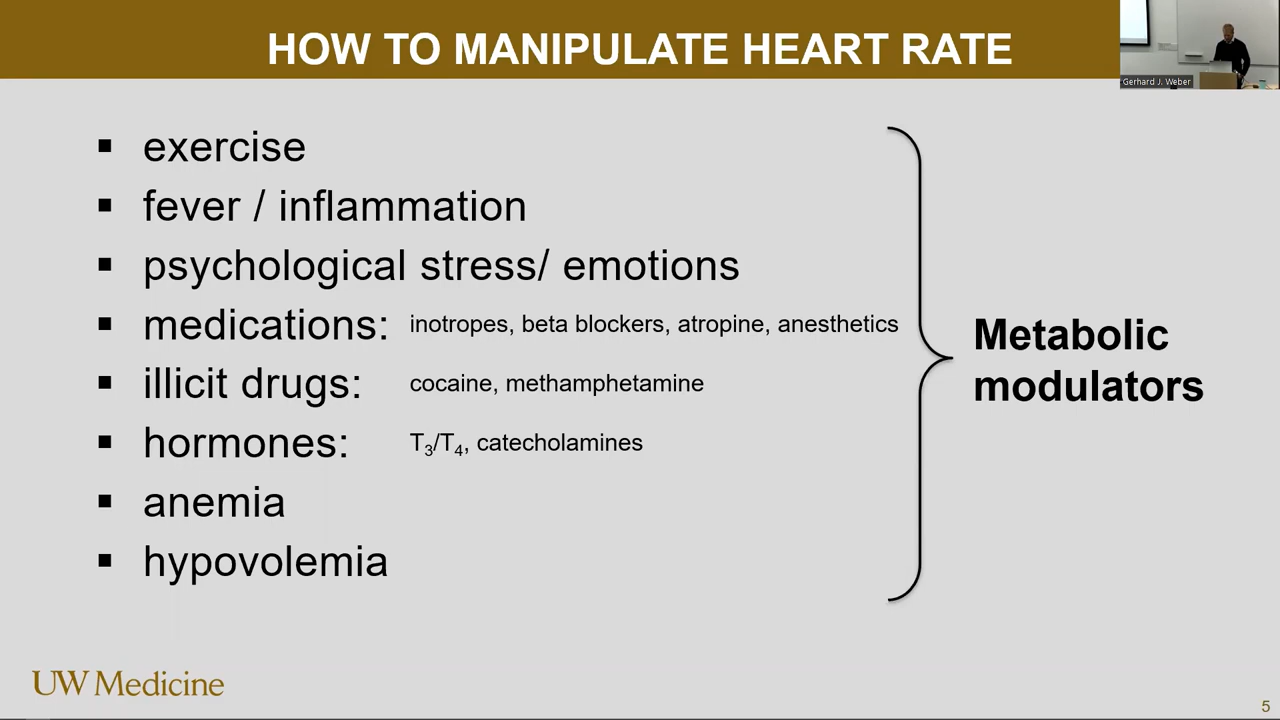 HOW TO MANIPULATE HEART RATE
Gerhard J. Weber
▪ exercise
▪ fever / inflammation
▪ psychological stress/ emotions
▪ medications: inotropes, beta blockers, atropine, anesthetics
▪ illicit drugs: cocaine, methamphetamine
▪ hormones: T₃/T₄, catecholamines
▪ anemia
▪ hypovolemia
Metabolic
modulators
UW Medicine
5